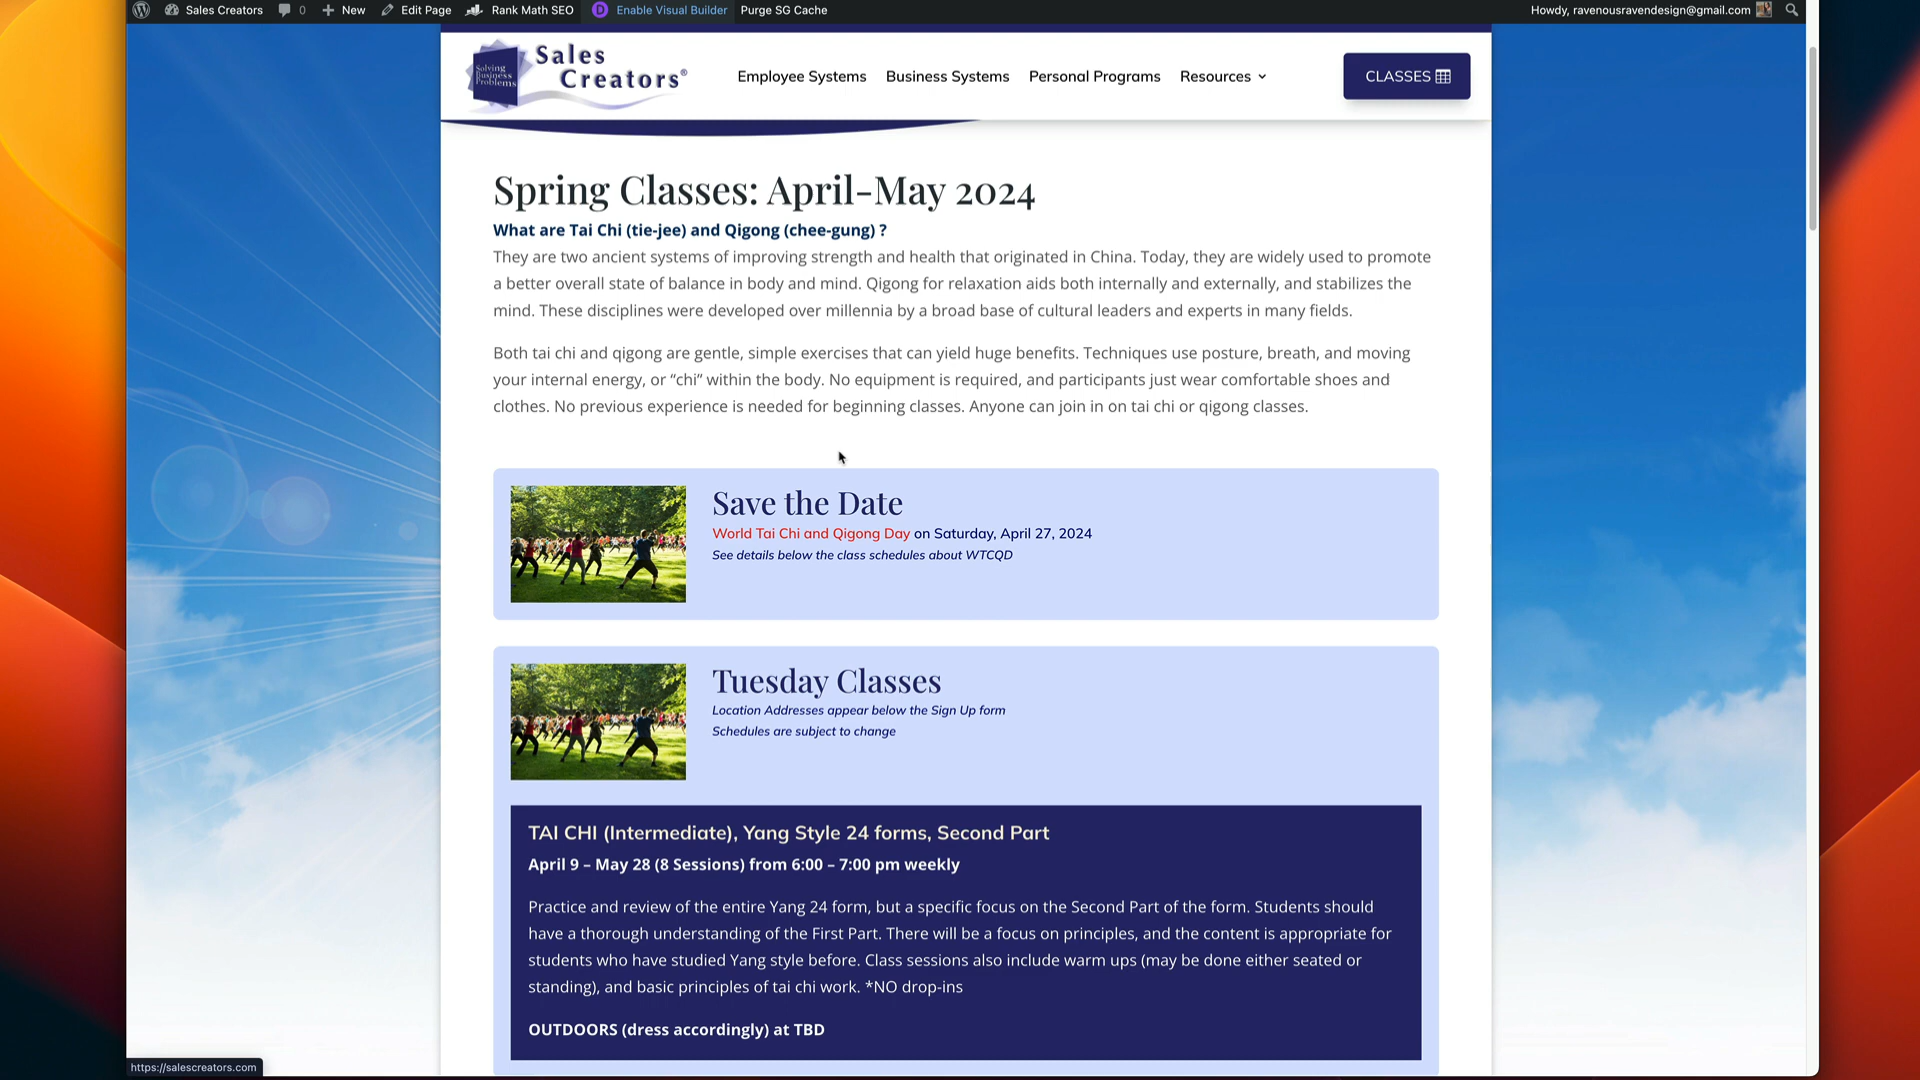 Sales Creators 0 New Edit Page Rank Math SEO Enable Visual Builder Purge SG Cache Howdy, ravenousravendesign@gmail.com
Solving Business Problems
Sales Creators®
Employee Systems Business Systems Personal Programs Resources CLASSES
Spring Classes: April-May 2024
What are Tai Chi (tie-jee) and Qigong (chee-gung) ?
They are two ancient systems of improving strength and health that originated in China. Today, they are widely used to promote
a better overall state of balance in body and mind. Qigong for relaxation aids both internally and externally, and stabilizes the
mind. These disciplines were developed over millennia by a broad base of cultural leaders and experts in many fields.
Both tai chi and qigong are gentle, simple exercises that can yield huge benefits. Techniques use posture, breath, and moving
your internal energy, or “chi” within the body. No equipment is required, and participants just wear comfortable shoes and
clothes. No previous experience is needed for beginning classes. Anyone can join in on tai chi or qigong classes.
Save the Date
World Tai Chi and Qigong Day on Saturday, April 27, 2024
See details below the class schedules about WTCQD
Tuesday Classes
Location Addresses appear below the Sign Up form
Schedules are subject to change
TAI CHI (Intermediate), Yang Style 24 forms, Second Part
April 9 – May 28 (8 Sessions) from 6:00 – 7:00 pm weekly
Practice and review of the entire Yang 24 form, but a specific focus on the Second Part of the form. Students should
have a thorough understanding of the First Part. There will be a focus on principles, and the content is appropriate for
students who have studied Yang style before. Class sessions also include warm ups (may be done either seated or
standing), and basic principles of tai chi work. *NO drop-ins
OUTDOORS (dress accordingly) at TBD
https://salescreators.com